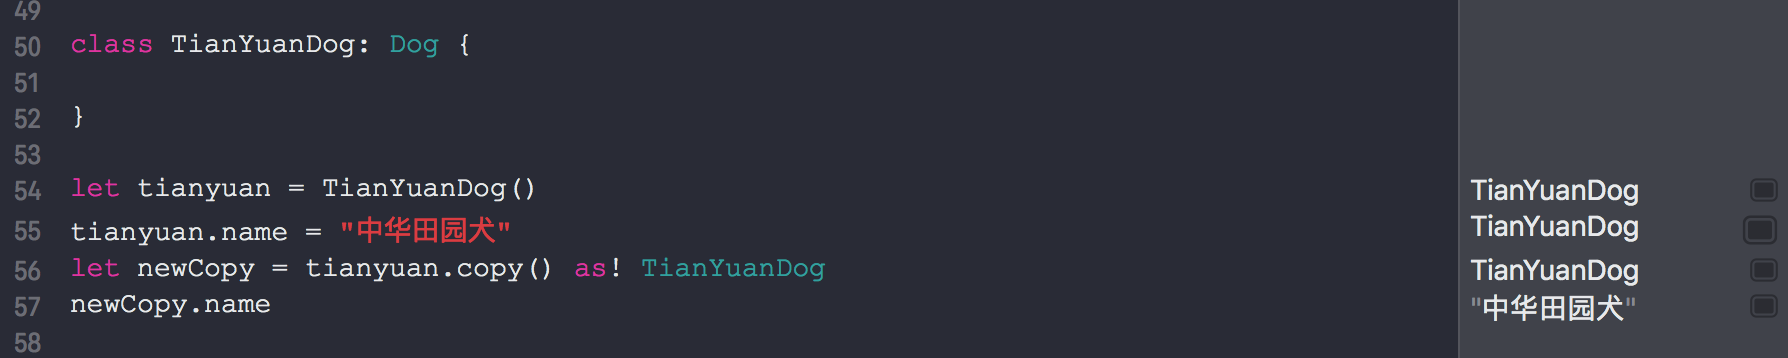 49
50 class TianYuanDog: Dog {
51
52 }
53
54 let tianyuan = TianYuanDog() TianYuanDog
55 tianyuan.name = "中华田园犬" TianYuanDog
56 let newCopy = tianyuan.copy() as! TianYuanDog TianYuanDog
57 newCopy.name "中华田园犬"
58